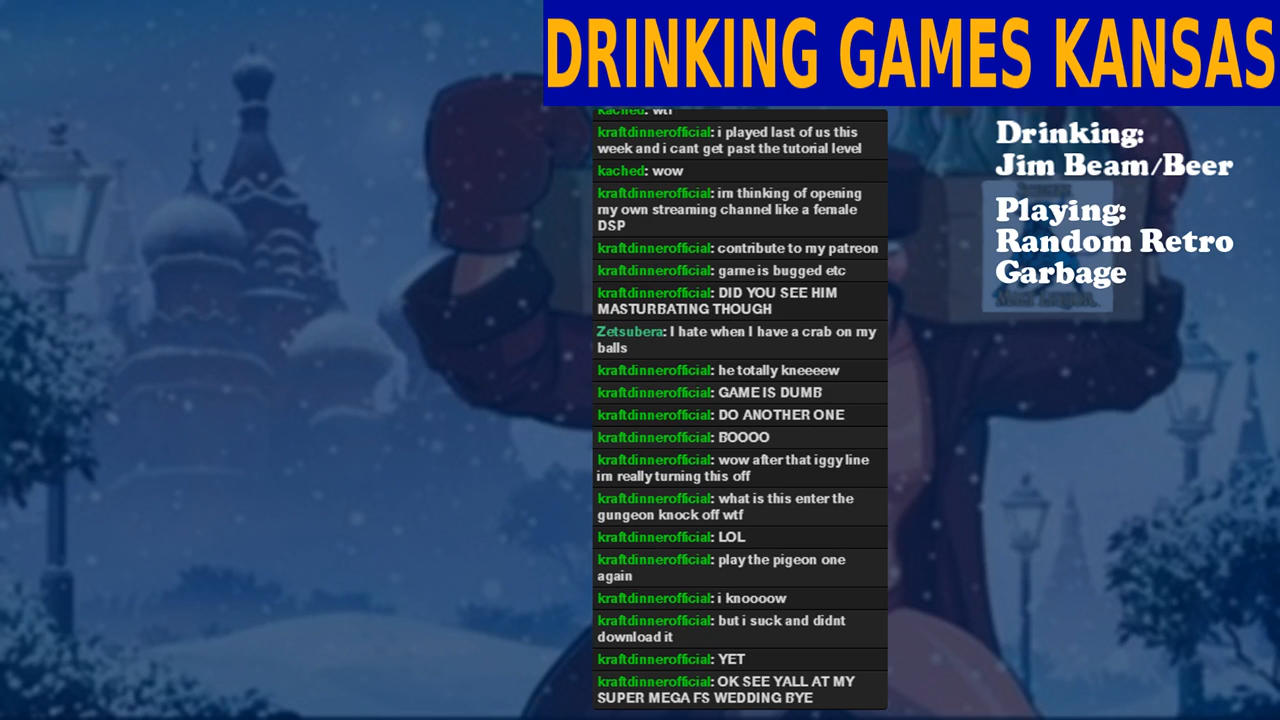 DRINKING GAMES KANSAS
kached: wtf
kraftdinnerofficial: i played last of us this
week and i cant get past the tutorial level
kached: wow
kraftdinnerofficial: im thinking of opening
my own streaming channel like a female
DSP
kraftdinnerofficial: contribute to my patreon
kraftdinnerofficial: game is bugged etc
kraftdinnerofficial: DID YOU SEE HIM
MASTURBATING THOUGH
Zetsubera: I hate when I have a crab on my
balls
kraftdinnerofficial: he totally kneeeew
kraftdinnerofficial: GAME IS DUMB
kraftdinnerofficial: DO ANOTHER ONE
kraftdinnerofficial: BOOOO
kraftdinnerofficial: wow after that iggy line
im really turning this off
kraftdinnerofficial: what is this enter the
gungeon knock off wtf
kraftdinnerofficial: LOL
kraftdinnerofficial: play the pigeon one
again
kraftdinnerofficial: i knoooow
kraftdinnerofficial: but i suck and didnt
download it
kraftdinnerofficial: YET
kraftdinnerofficial: OK SEE YALL AT MY
SUPER MEGA FS WEDDING BYE
Drinking:
Jim Beam/Beer
Playing:
Random Retro
Garbage